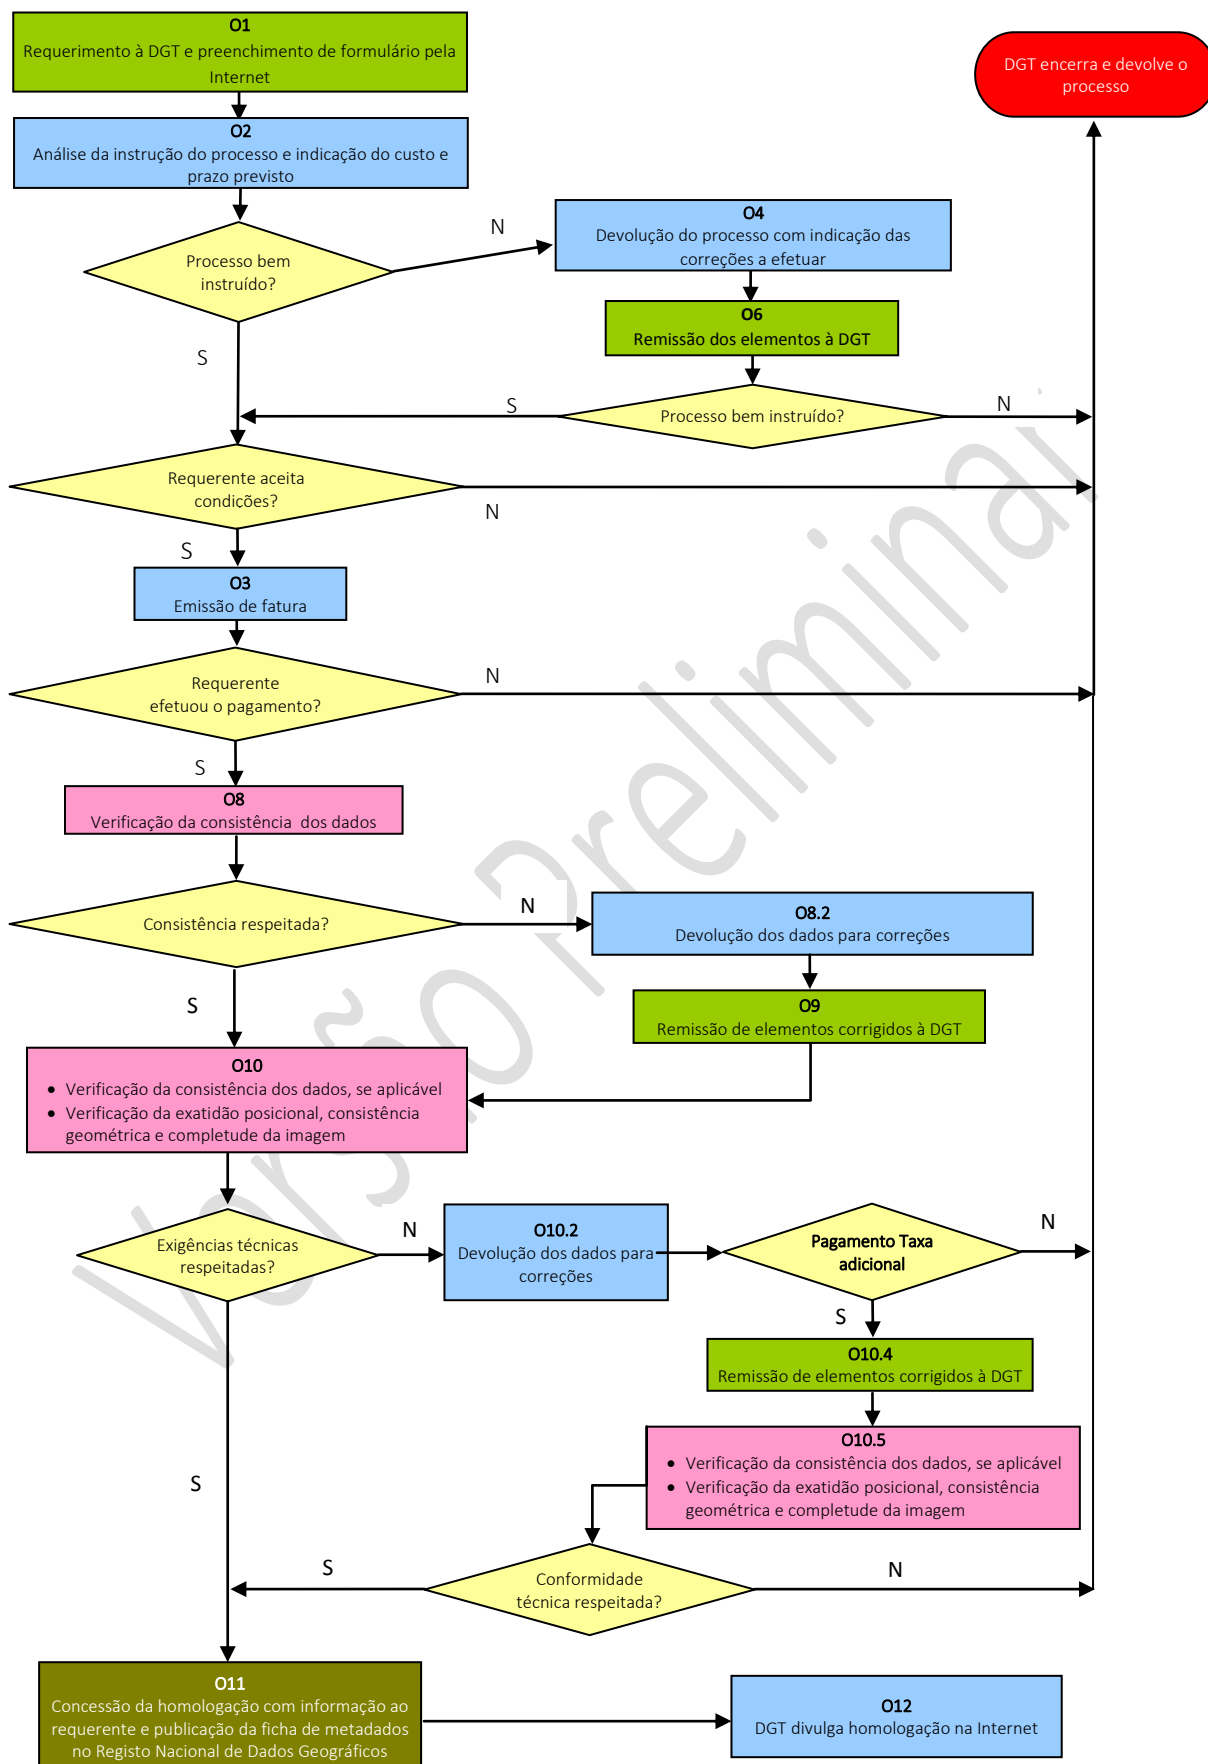 O1
Requerimento à DGT e preenchimento de formulário pela
Internet
DGT encerra e devolve o
processo
O2
Análise da instrução do processo e indicação do custo e
prazo previsto
N
O4
Devolução do processo com indicação das
correções a efetuar
Processo bem
instruído?
O6
Remissão dos elementos à DGT
S
S
Processo bem instruído?
N
Requerente aceita
condições?
N
S
O3
Emissão de fatura
Requerente
efetuou o pagamento?
N
S
O8
Verificação da consistência dos dados
Consistência respeitada?
N
O8.2
Devolução dos dados para correções
S
O9
Remissão de elementos corrigidos à DGT
O10
• Verificação da consistência dos dados, se aplicável
• Verificação da exatidão posicional, consistência
geométrica e completude da imagem
Exigências técnicas
respeitadas?
N
O10.2
Devolução dos dados para
correções
Pagamento Taxa
adicional
N
S
O10.4
Remissão de elementos corrigidos à DGT
O10.5
• Verificação da consistência dos dados, se aplicável
• Verificação da exatidão posicional, consistência
geométrica e completude da imagem
S
S
Conformidade
técnica respeitada?
N
O11
Concessão da homologação com informação ao
requerente e publicação da ficha de metadados
no Registo Nacional de Dados Geográficos
O12
DGT divulga homologação na Internet
Versão Preliminar